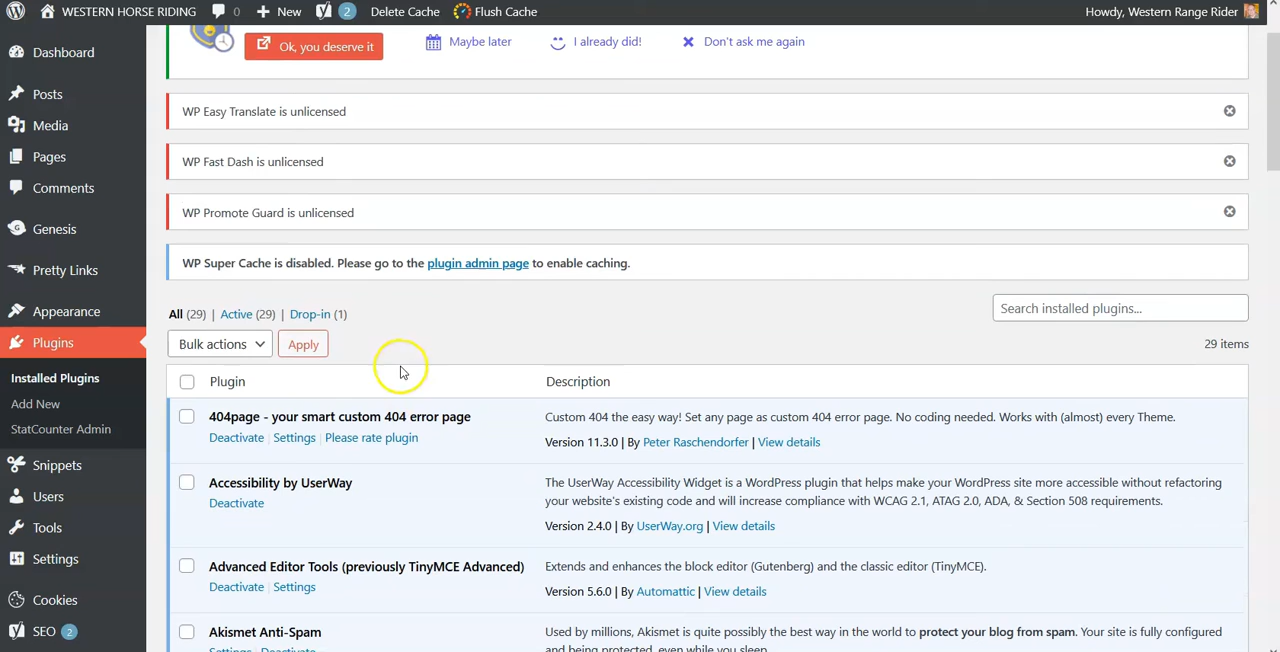 WESTERN HORSE RIDING 0 New 2 Delete Cache Flush Cache Howdy, Western Range Rider
Dashboard
Posts
Media
Pages
Comments
Genesis
Pretty Links
Appearance
Plugins
Installed Plugins
Add New
StatCounter Admin
Snippets
Users
Tools
Settings
Cookies
SEO 2
Ok, you deserve it Maybe later I already did! Don't ask me again
WP Easy Translate is unlicensed
WP Fast Dash is unlicensed
WP Promote Guard is unlicensed
WP Super Cache is disabled. Please go to the plugin admin page to enable caching.
All (29) | Active (29) | Drop-in (1)
Search installed plugins...
Bulk actions Apply
29 items
Plugin Description
404page - your smart custom 404 error page
Deactivate | Settings | Please rate plugin
Custom 404 the easy way! Set any page as custom 404 error page. No coding needed. Works with (almost) every Theme.
Version 11.3.0 | By Peter Raschendorfer | View details
Accessibility by UserWay
Deactivate
The UserWay Accessibility Widget is a WordPress plugin that helps make your WordPress site more accessible without refactoring
your website's existing code and will increase compliance with WCAG 2.1, ATAG 2.0, ADA, & Section 508 requirements.
Version 2.4.0 | By UserWay.org | View details
Advanced Editor Tools (previously TinyMCE Advanced)
Deactivate | Settings
Extends and enhances the block editor (Gutenberg) and the classic editor (TinyMCE).
Version 5.6.0 | By Automattic | View details
Akismet Anti-Spam
Settings | Deactivate
Used by millions, Akismet is quite possibly the best way in the world to protect your blog from spam. Your site is fully configured
and being protected, even while you sleep.